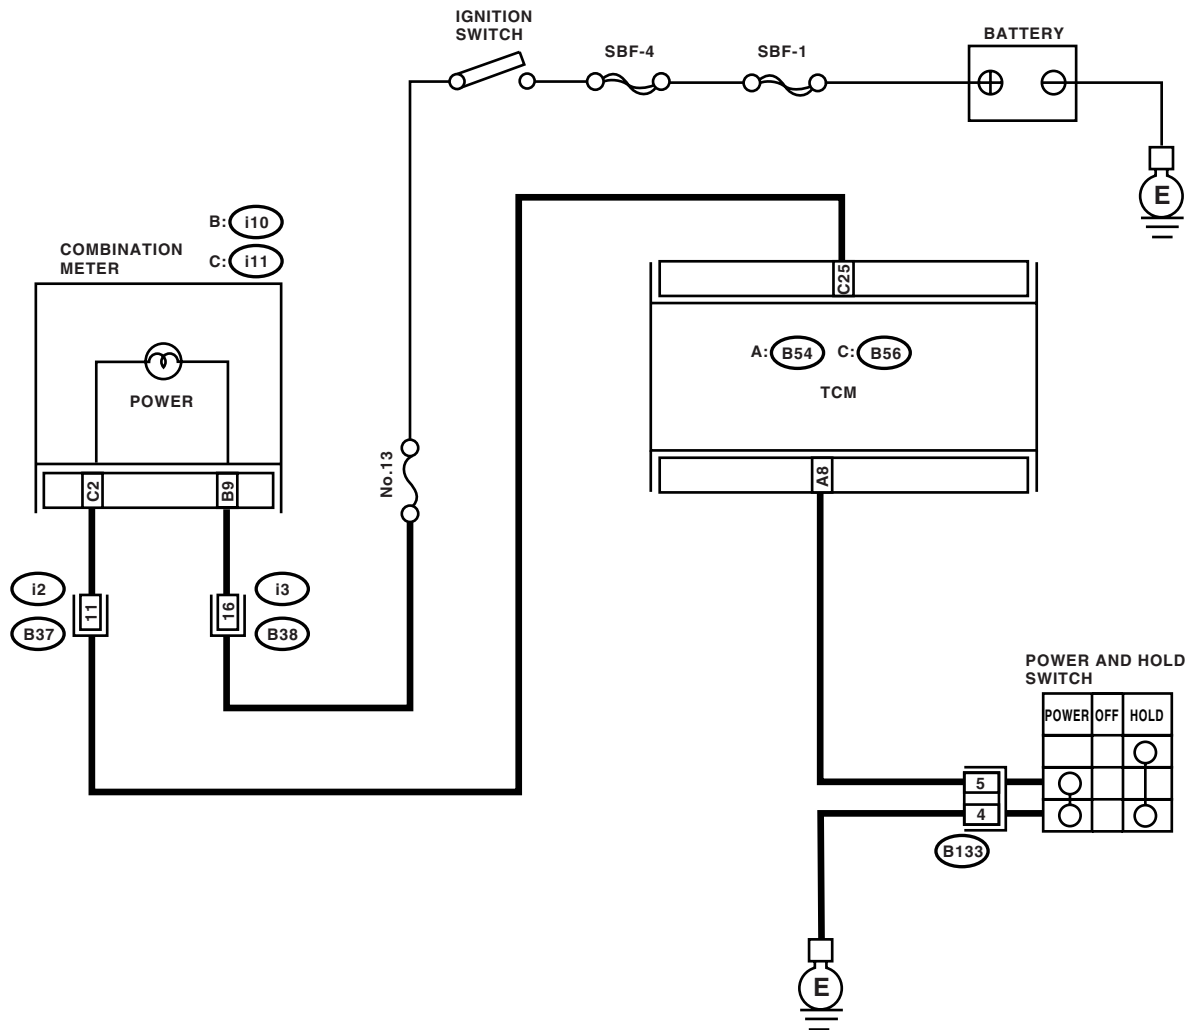 IGNITION
SWITCH
SBF-4
SBF-1
BATTERY
E
B: i10
C: i11
COMBINATION
METER
POWER
C2
B9
No.13
C25
A: B54 C: B56
TCM
A8
i2
11
B37
i3
16
B38
POWER AND HOLD
SWITCH
POWER OFF HOLD
5
4
B133
E